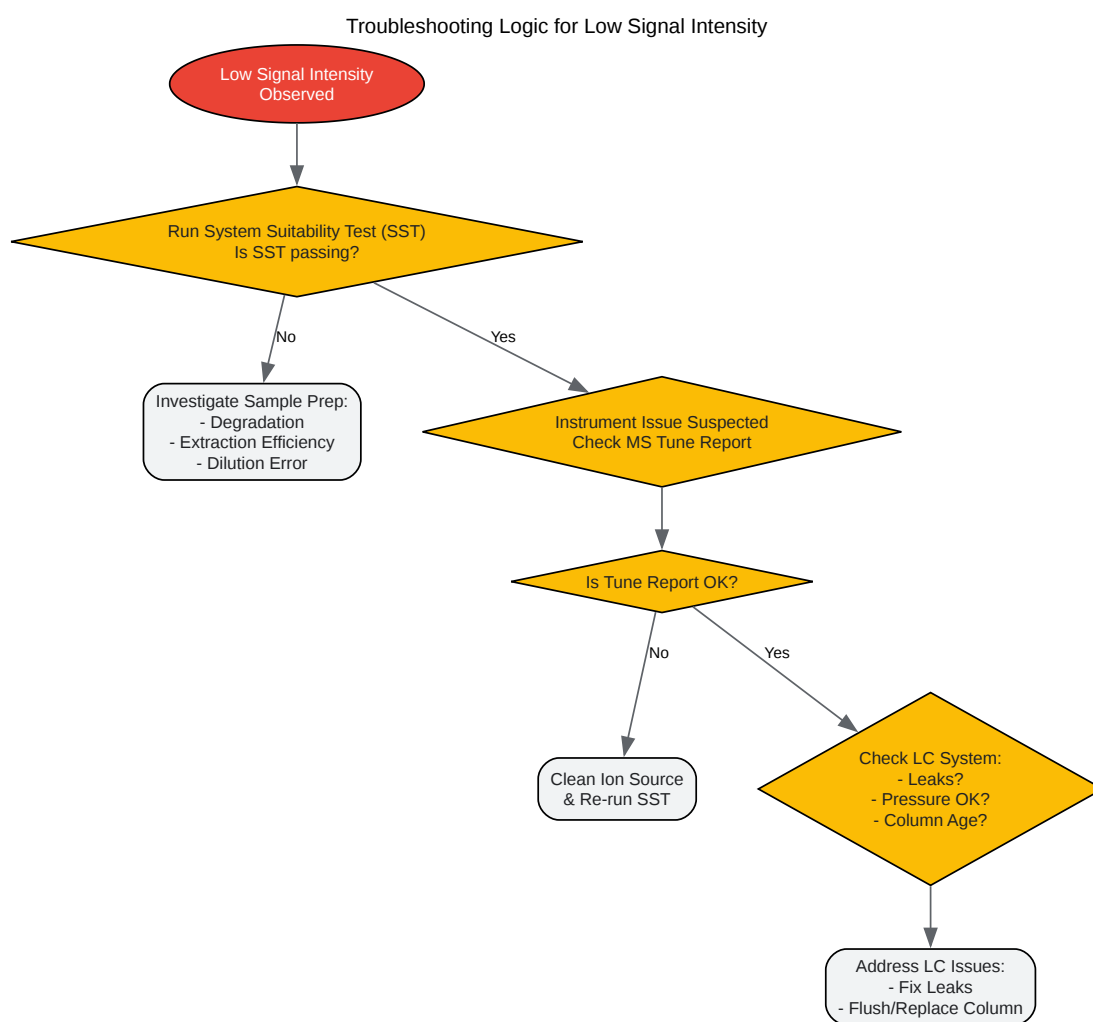 Troubleshooting Logic for Low Signal Intensity
Low Signal Intensity
Observed
Run System Suitability Test (SST)
Is SST passing?
No
Yes
Investigate Sample Prep:
- Degradation
- Extraction Efficiency
- Dilution Error
Instrument Issue Suspected
Check MS Tune Report
Is Tune Report OK?
No
Yes
Clean Ion Source
& Re-run SST
Check LC System:
- Leaks?
- Pressure OK?
- Column Age?
Address LC Issues:
- Fix Leaks
- Flush/Replace Column